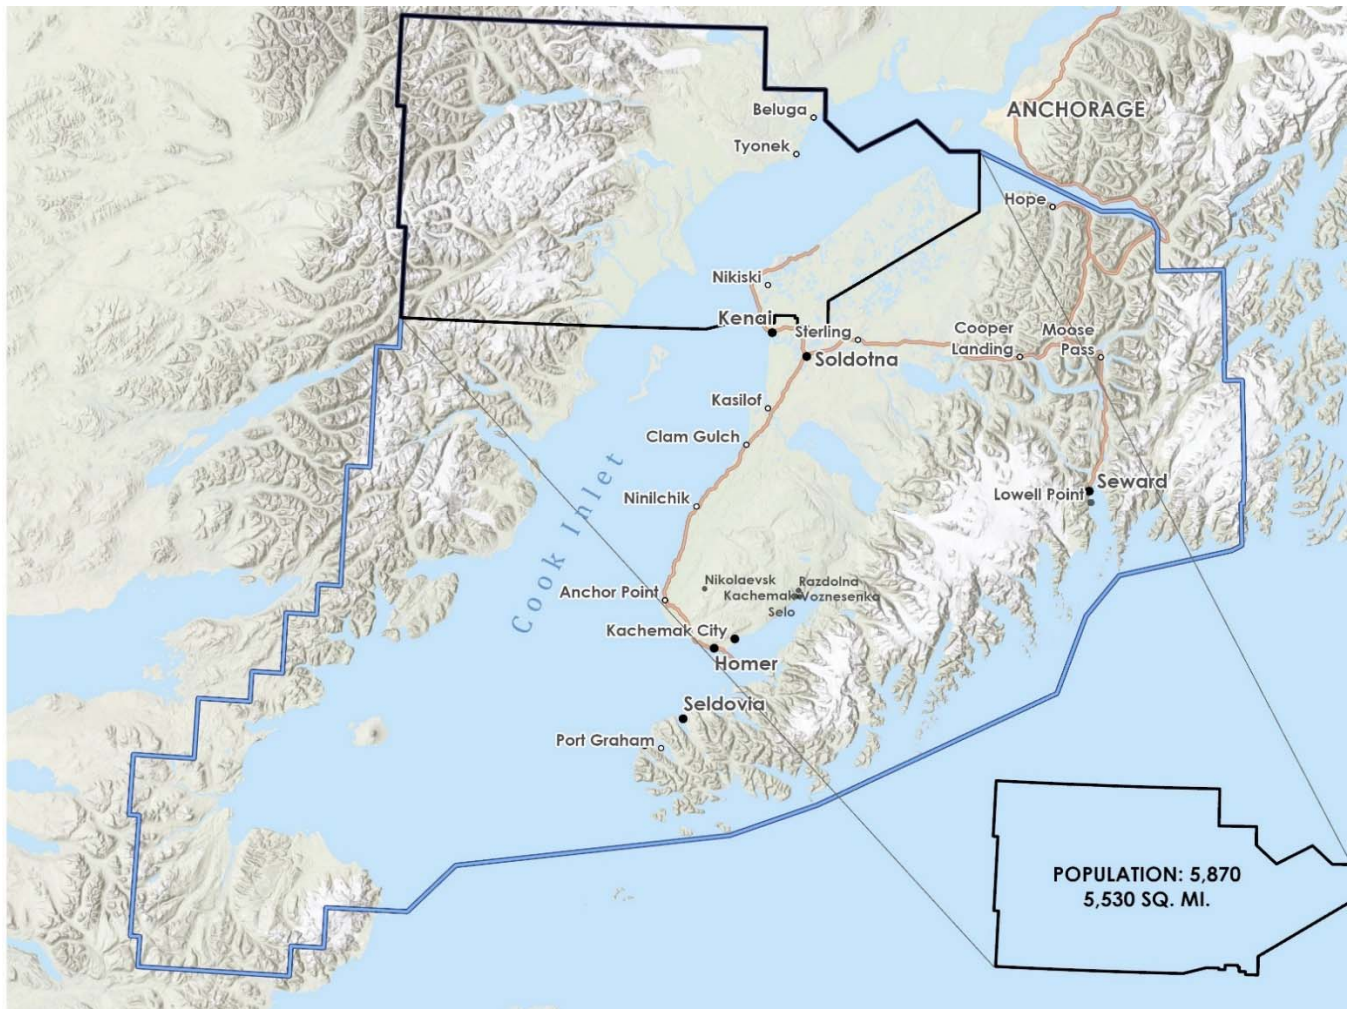 ANCHORAGE
Beluga
Tyonek
Hope
Nikiski
Kenai
Sterling
Soldotna
Cooper
Landing
Moose
Pass
Kasilof
Clam Gulch
Cook Inlet
Ninilchik
Seward
Lowell Point
Nikolaevsk
Razdolna
Kachemak
Voznesenka
Selo
Anchor Point
Kachemak City
Homer
Seldovia
Port Graham
POPULATION: 5,870
5,530 SQ. MI.